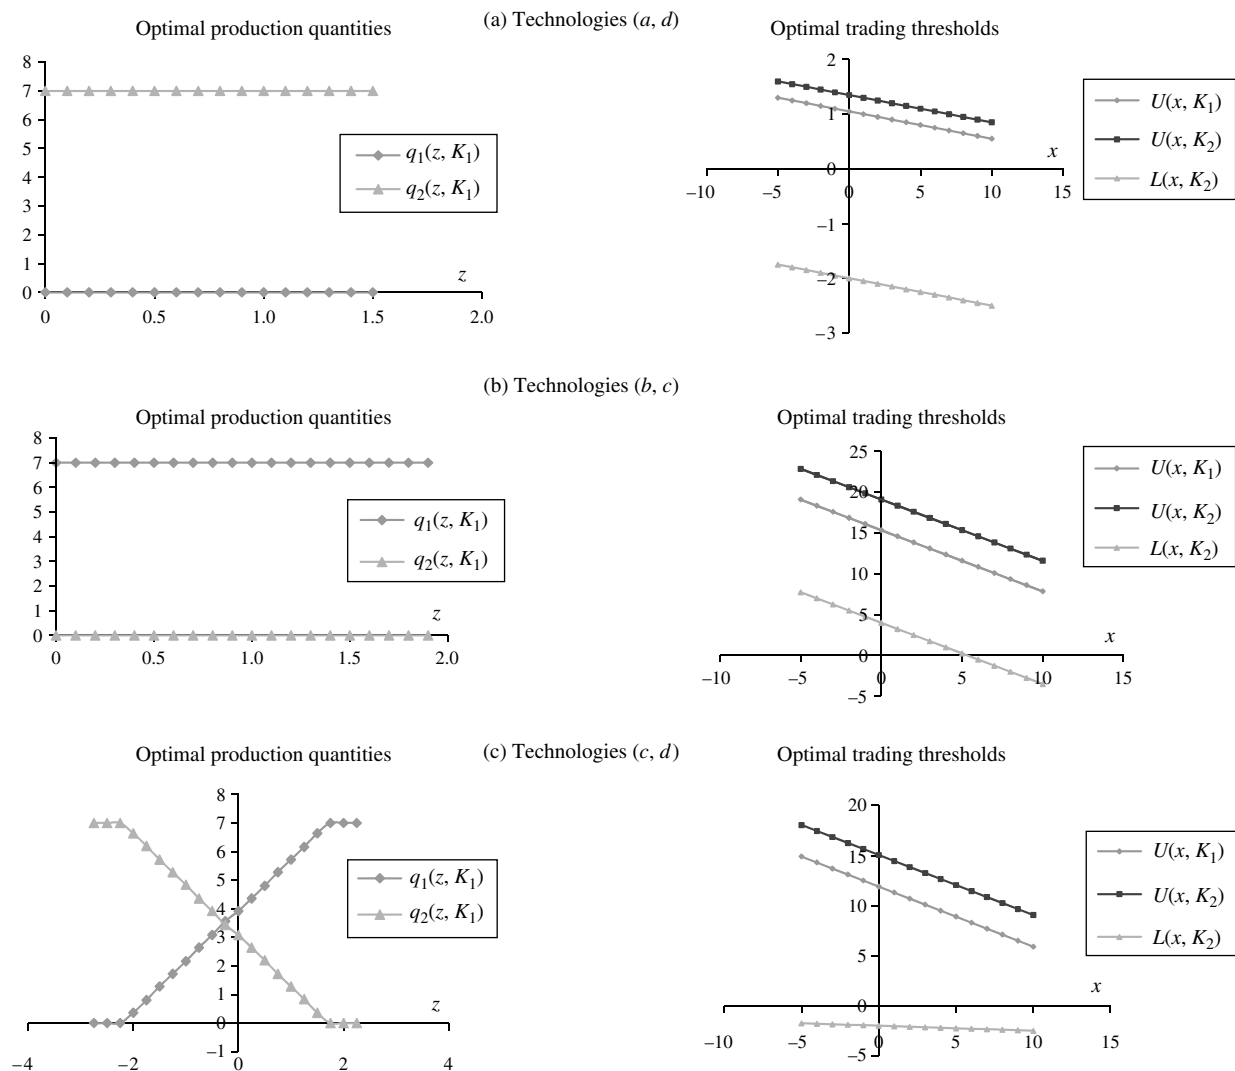 (a) Technologies (a, d)
Optimal production quantities
8
7
6
5
4
3
2
1
0
0
0.5
1.0
1.5
2.0
z
q1(z, K1)
q2(z, K1)
Optimal trading thresholds
2
1
0
−1
−2
−3
−10
−5
0
5
10
15
x
U(x, K1)
U(x, K2)
L(x, K2)
(b) Technologies (b, c)
Optimal production quantities
8
7
6
5
4
3
2
1
0
0
0.5
1.0
1.5
2.0
z
q1(z, K1)
q2(z, K1)
Optimal trading thresholds
25
20
15
10
5
0
−5
−10
−5
0
5
10
15
x
U(x, K1)
U(x, K2)
L(x, K2)
(c) Technologies (c, d)
Optimal production quantities
8
7
6
5
4
3
2
1
0
−1
−4
−2
0
2
4
z
q1(z, K1)
q2(z, K1)
Optimal trading thresholds
20
15
10
5
0
−5
−10
−5
0
5
10
15
x
U(x, K1)
U(x, K2)
L(x, K2)